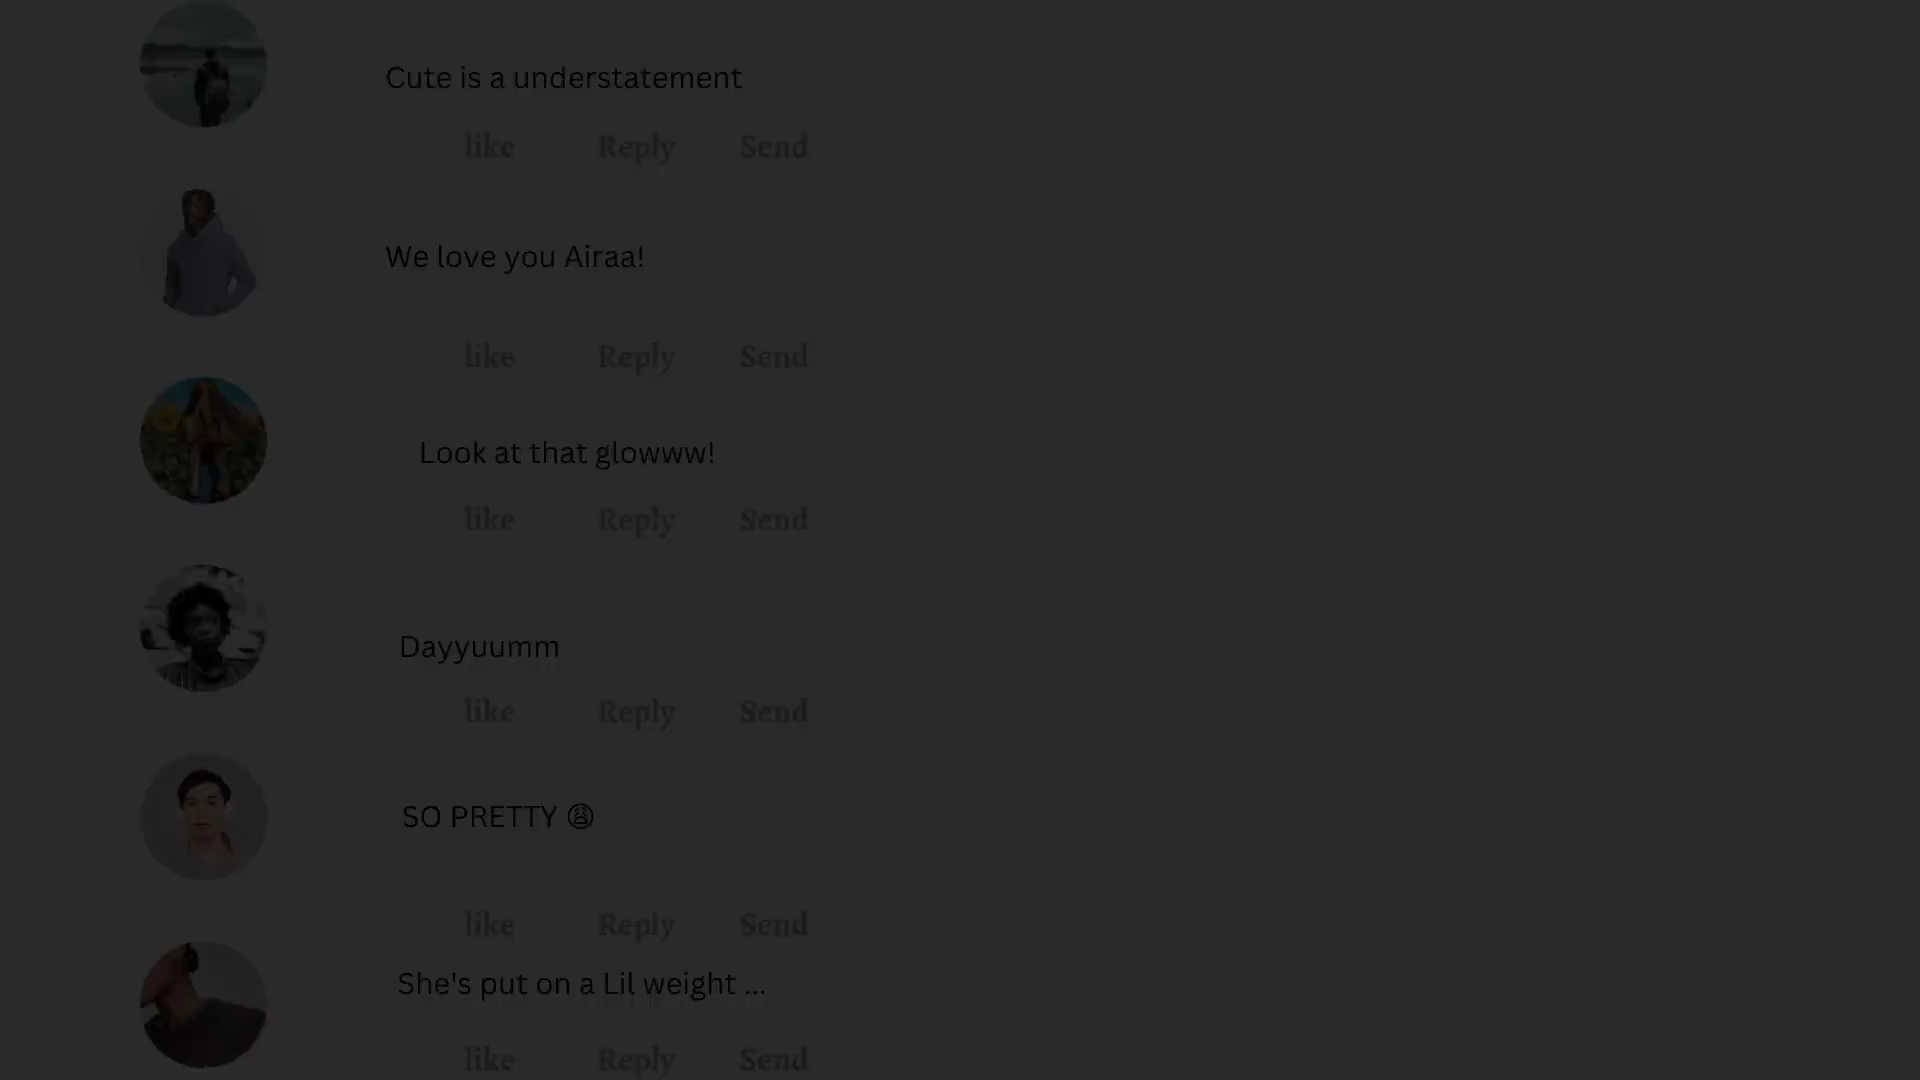 Cute is a understatement
like Reply Send
We love you Airaa!
like Reply Send
Look at that glowww!
like Reply Send
Dayyuumm
like Reply Send
SO PRETTY 😩
like Reply Send
She's put on a Lil weight ...
like Reply Send